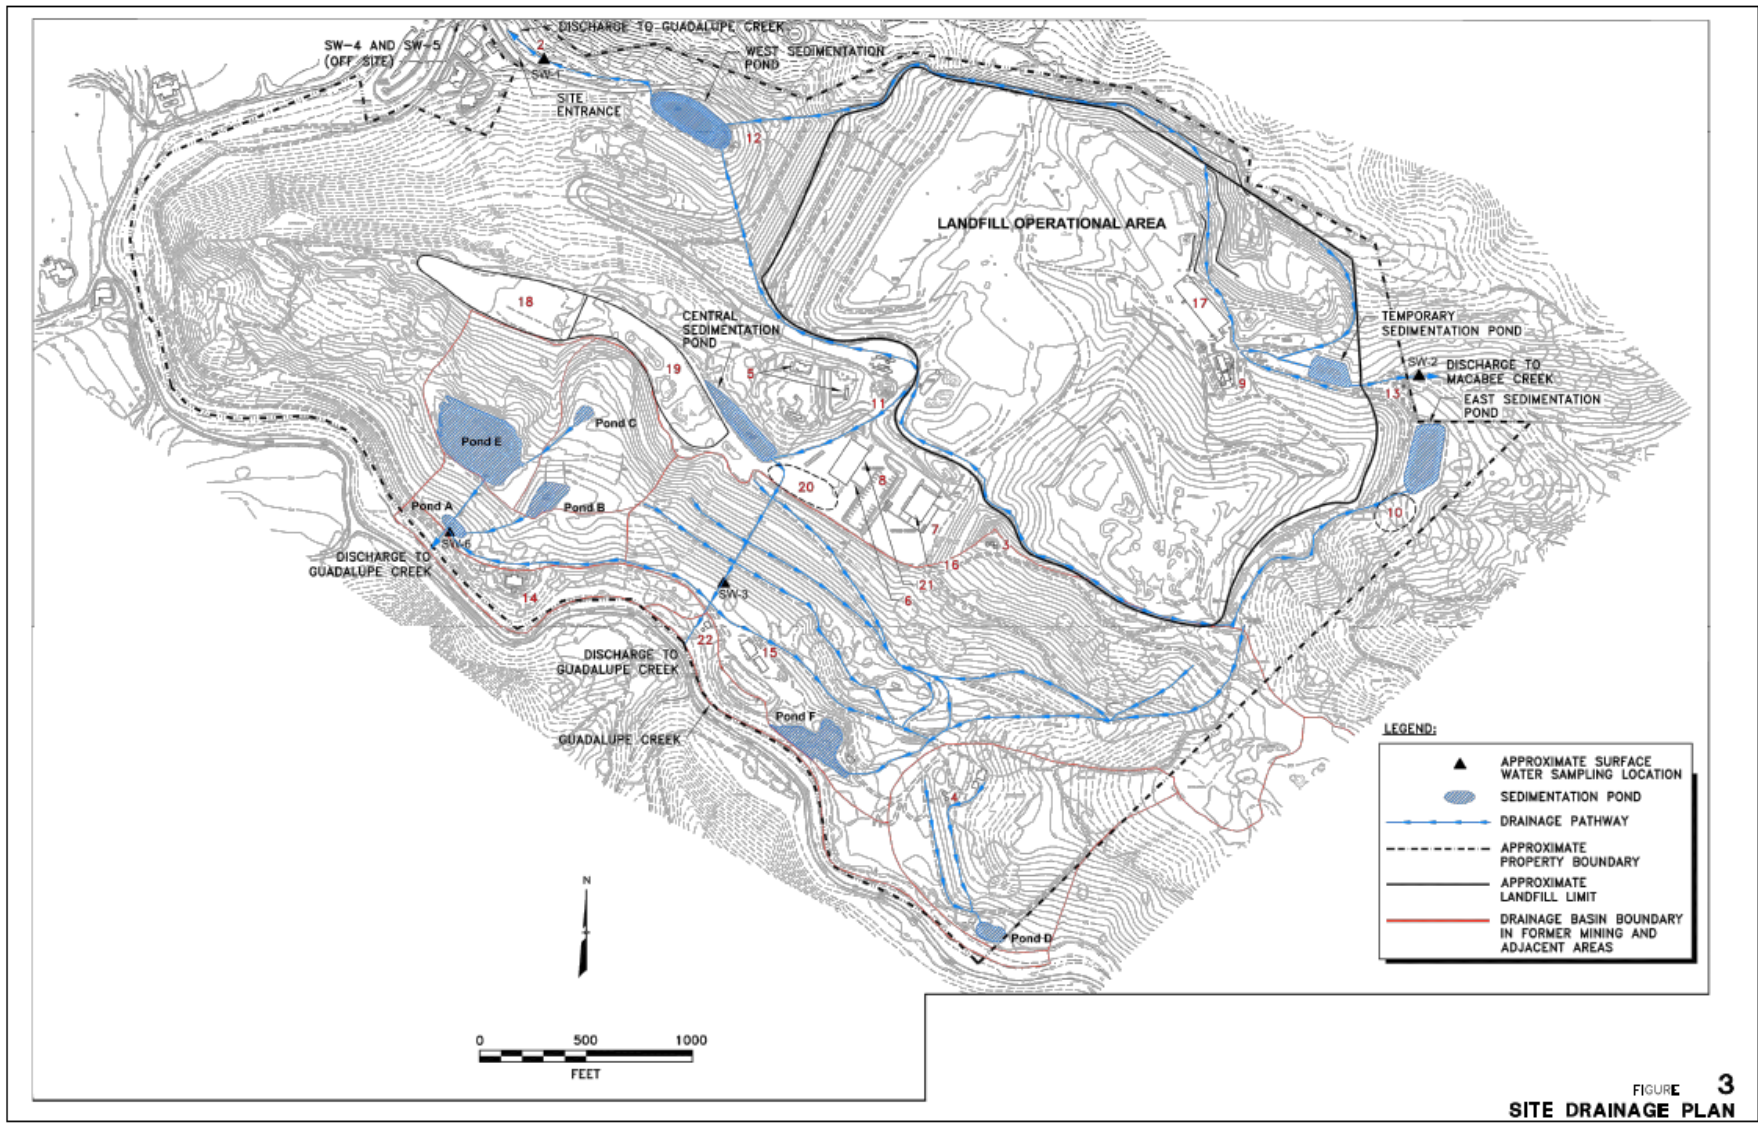 DISCHARGE TO GUADALUPE CREEK
SW-4 AND SW-5
(OFF SITE)
2
SW-1
WEST SEDIMENTATION
POND
SITE
ENTRANCE
12
LANDFILL OPERATIONAL AREA
18
17
CENTRAL
SEDIMENTATION
POND
TEMPORARY
SEDIMENTATION POND
19
5
9
SW-2
DISCHARGE TO
MACABEE CREEK
13
EAST SEDIMENTATION
POND
11
Pond E
Pond C
20
8
Pond A
Pond B
10
7
SW-6
3
DISCHARGE TO
GUADALUPE CREEK
16
21
6
14
SW-3
22
15
DISCHARGE TO
GUADALUPE CREEK
Pond F
GUADALUPE CREEK
4
Pond D
LEGEND:
APPROXIMATE SURFACE
WATER SAMPLING LOCATION
SEDIMENTATION POND
DRAINAGE PATHWAY
APPROXIMATE
PROPERTY BOUNDARY
APPROXIMATE
LANDFILL LIMIT
DRAINAGE BASIN BOUNDARY
IN FORMER MINING AND
ADJACENT AREAS
N
0 500 1000
FEET
FIGURE 3
SITE DRAINAGE PLAN